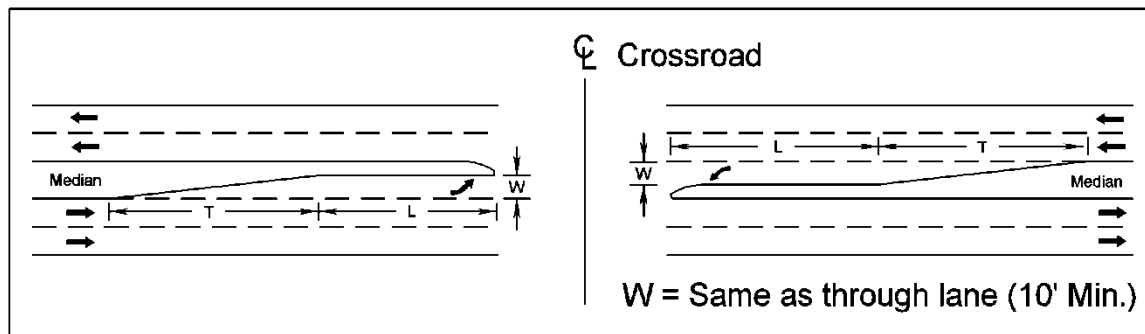 ℄ Crossroad
L T
W
Median
W
Median
T L
W = Same as through lane (10' Min.)